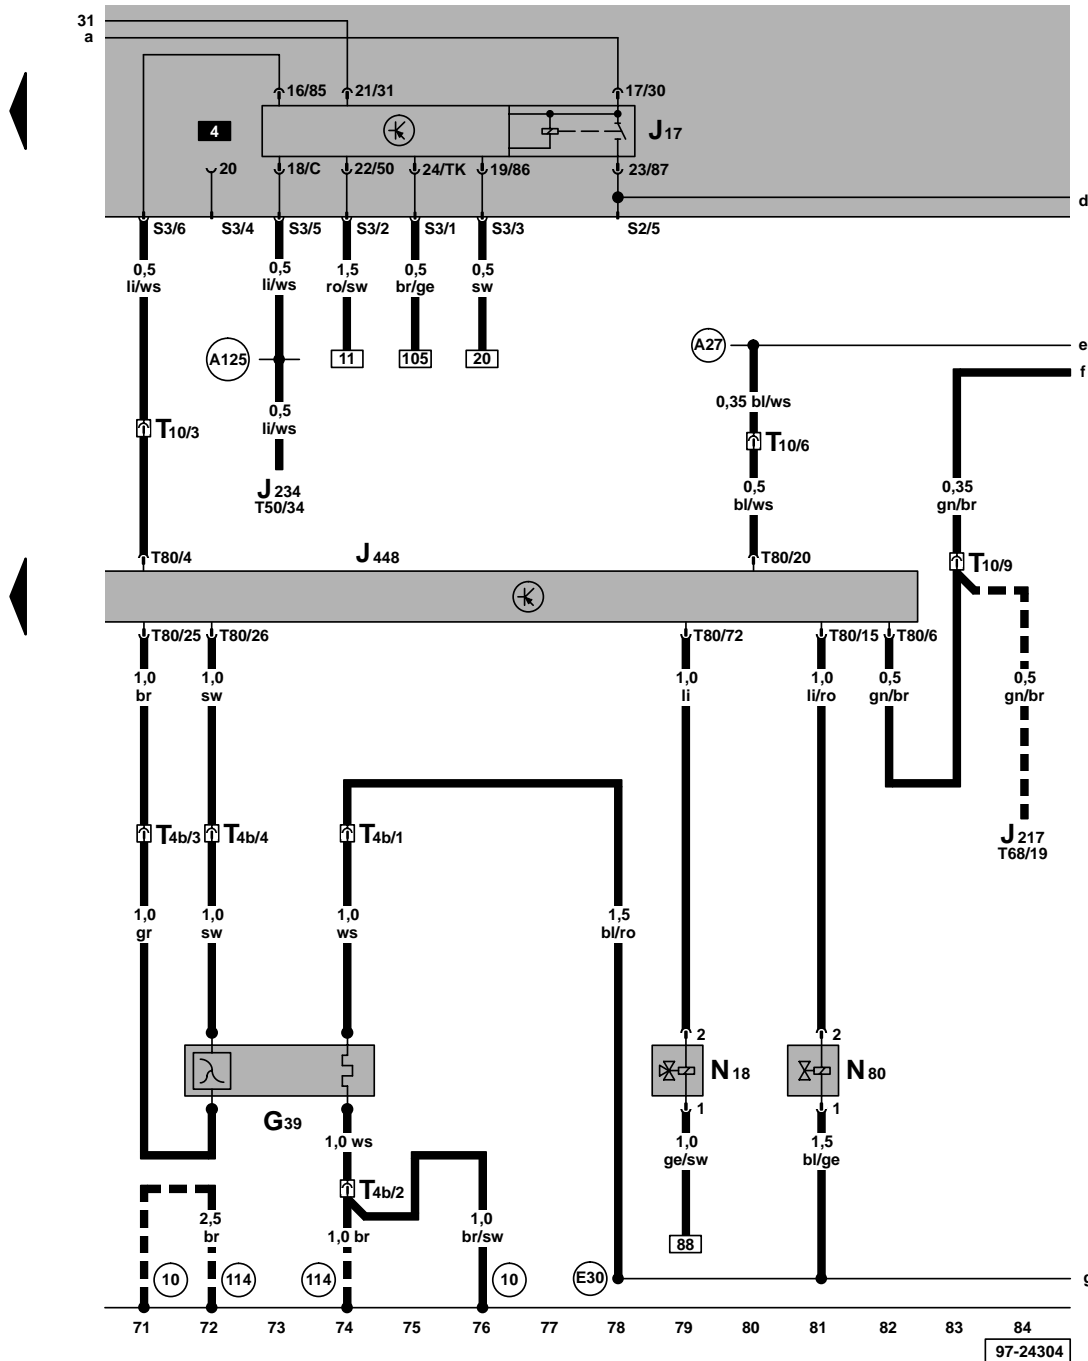 31
a
16/85 21/31 17/30
4
J 17
20 18/C 22/50 24/TK 19/86 23/87
d
S3/6 S3/4 S3/5 S3/2 S3/1 S3/3 S2/5
0,5 0,5 1,5 0,5 0,5
li/ws li/ws ro/sw br/ge sw
A125 11 105 20 A27 e
f
0,5 0,35 bl/ws
li/ws
T10/3 T10/6
J 234
T50/34
0,5 0,35
bl/ws gn/br
T80/4 J 448 T80/20 T10/9
T80/25 T80/26 T80/72 T80/15 T80/6
1,0 1,0 1,0 1,0 0,5 0,5
br sw li li/ro gn/br gn/br
T4b/3 T4b/4 T4b/1 J 217
T68/19
1,0 1,0 1,0 1,5
gr sw ws bl/ro
2 2
N 18 N 80
1 1
G39
1,0 ws 1,0 1,5
ge/sw bl/ge
T4b/2
2,5 1,0 br 1,0
br br/sw
88
10 114 114 10 E30 g
71 72 73 74 75 76 77 78 79 80 81 82 83 84
97-24304